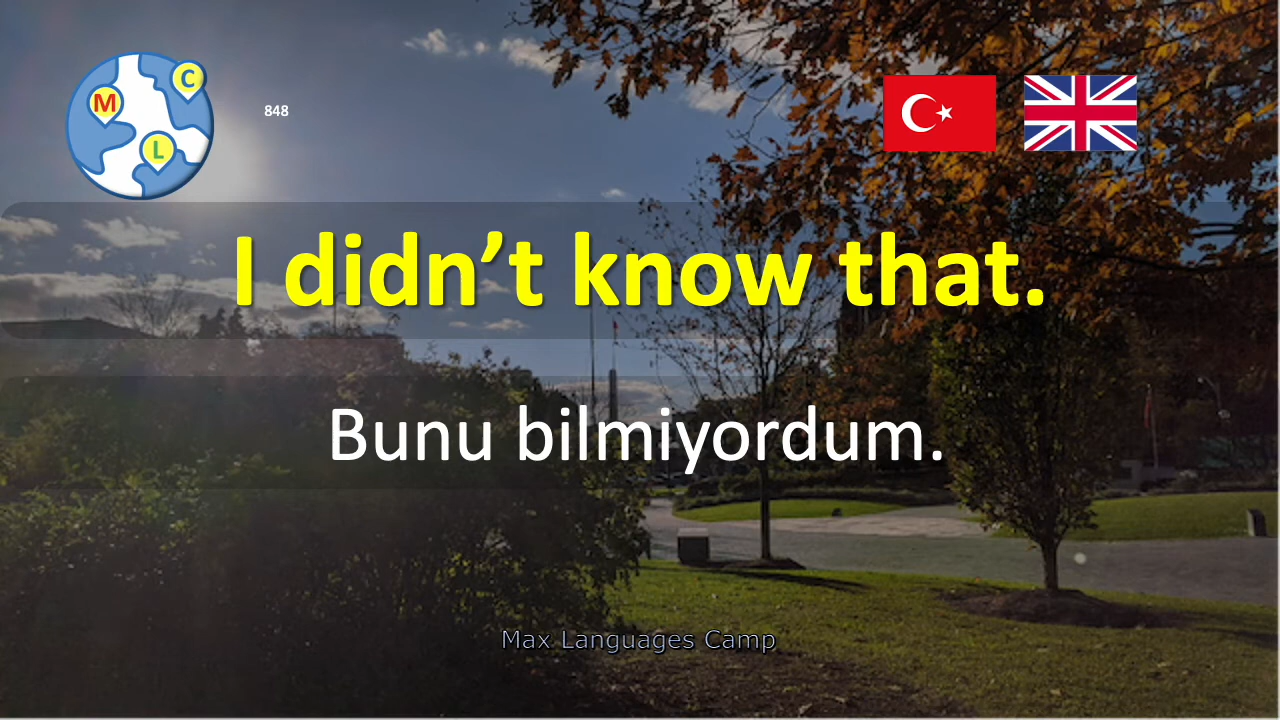 C
M
L
848
I didn’t know that.
Bunu bilmiyordum.
Max Languages Camp